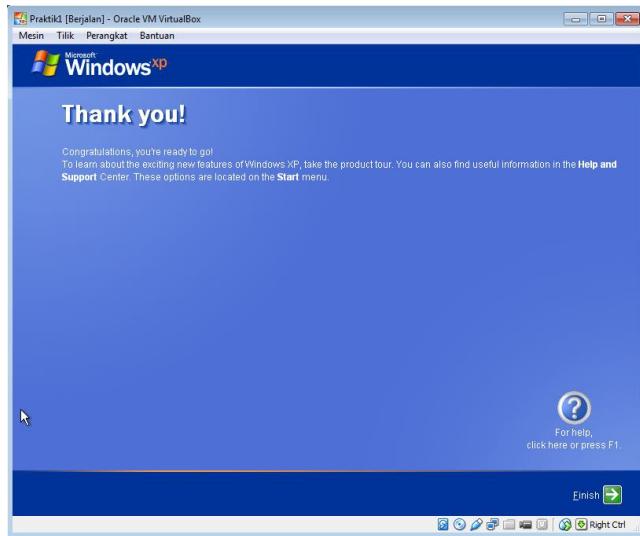 Praktik1 [Berjalan] - Oracle VM VirtualBox
Mesin Tilik Perangkat Bantuan
Microsoft
Windows xp
Thank you!
Congratulations, you're ready to go!
To learn about the exciting new features of Windows XP, take the product tour. You can also find useful information in the Help and
Support Center. These options are located on the Start menu.
For help,
click here or press F1.
Finish
Right Ctrl